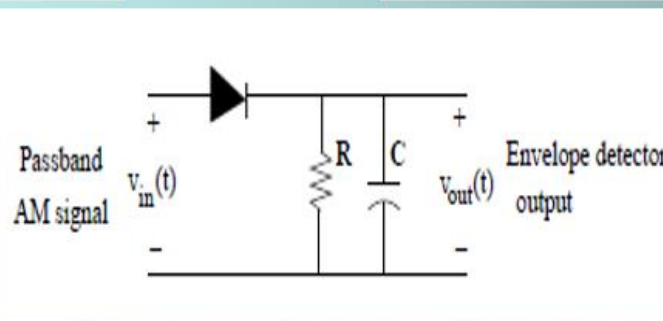 Passband
AM signal
+
v_in(t)
−
R
C
+
v_out(t)
−
Envelope detector
output